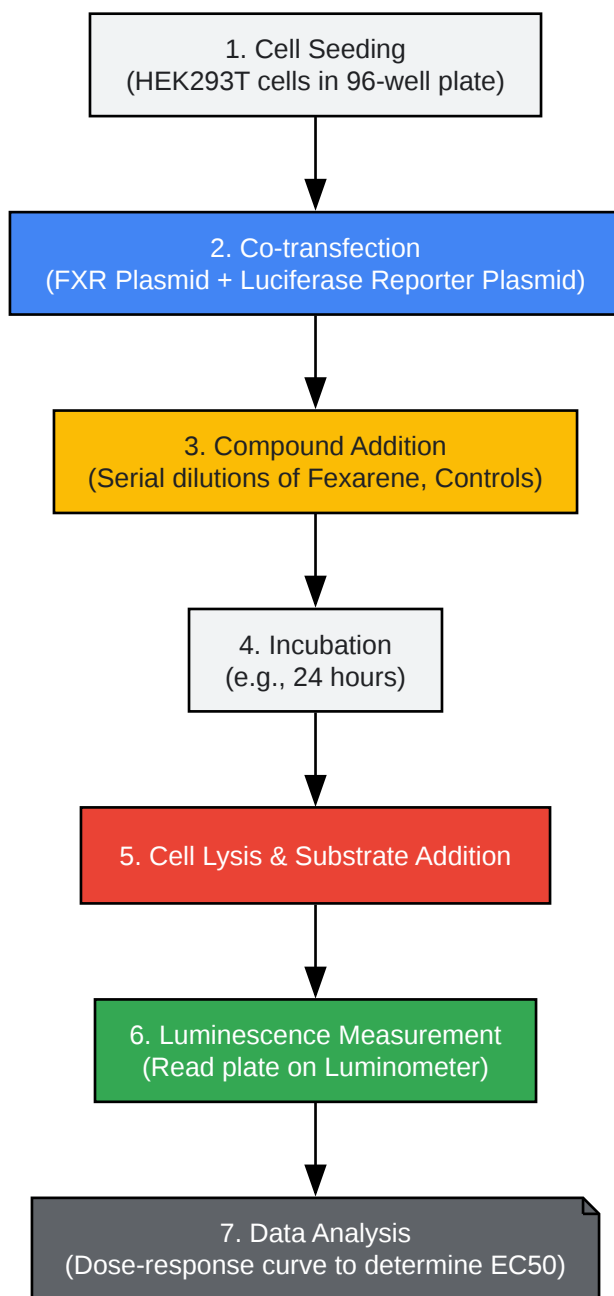 1. Cell Seeding
(HEK293T cells in 96-well plate)
2. Co-transfection
(FXR Plasmid + Luciferase Reporter Plasmid)
3. Compound Addition
(Serial dilutions of Fexarene, Controls)
4. Incubation
(e.g., 24 hours)
5. Cell Lysis & Substrate Addition
6. Luminescence Measurement
(Read plate on Luminometer)
7. Data Analysis
(Dose-response curve to determine EC50)